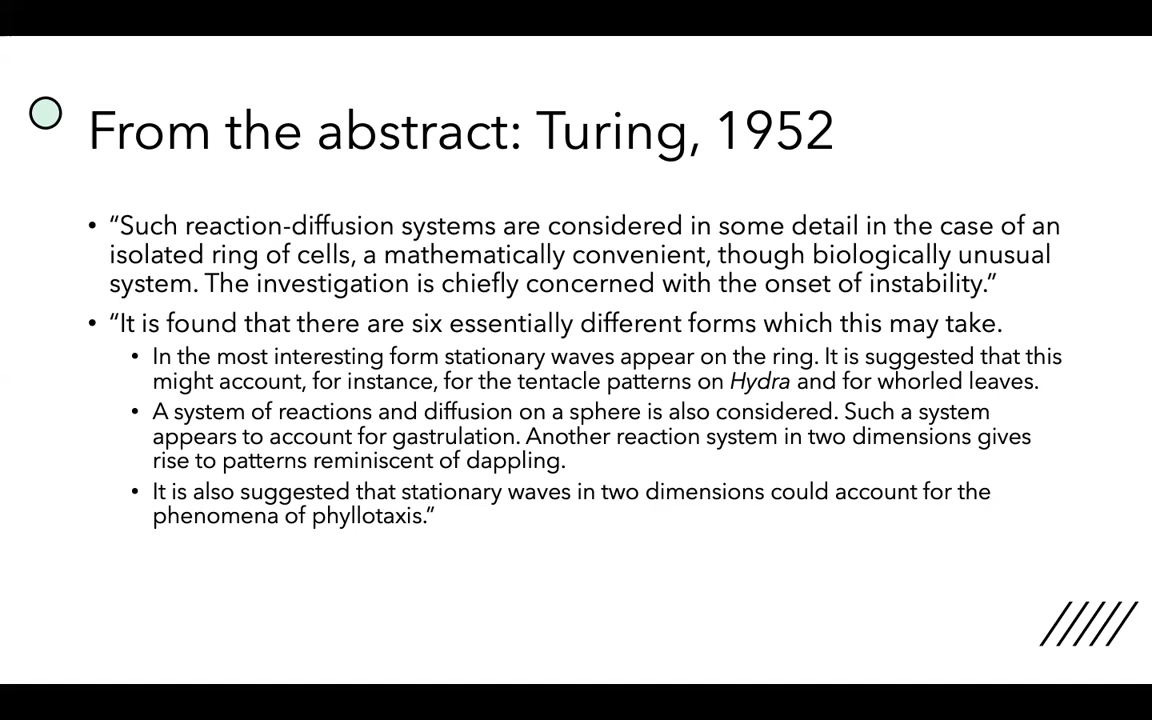 From the abstract: Turing, 1952
• “Such reaction-diffusion systems are considered in some detail in the case of an
isolated ring of cells, a mathematically convenient, though biologically unusual
system. The investigation is chiefly concerned with the onset of instability.”
• “It is found that there are six essentially different forms which this may take.
• In the most interesting form stationary waves appear on the ring. It is suggested that this
might account, for instance, for the tentacle patterns on Hydra and for whorled leaves.
• A system of reactions and diffusion on a sphere is also considered. Such a system
appears to account for gastrulation. Another reaction system in two dimensions gives
rise to patterns reminiscent of dappling.
• It is also suggested that stationary waves in two dimensions could account for the
phenomena of phyllotaxis.”